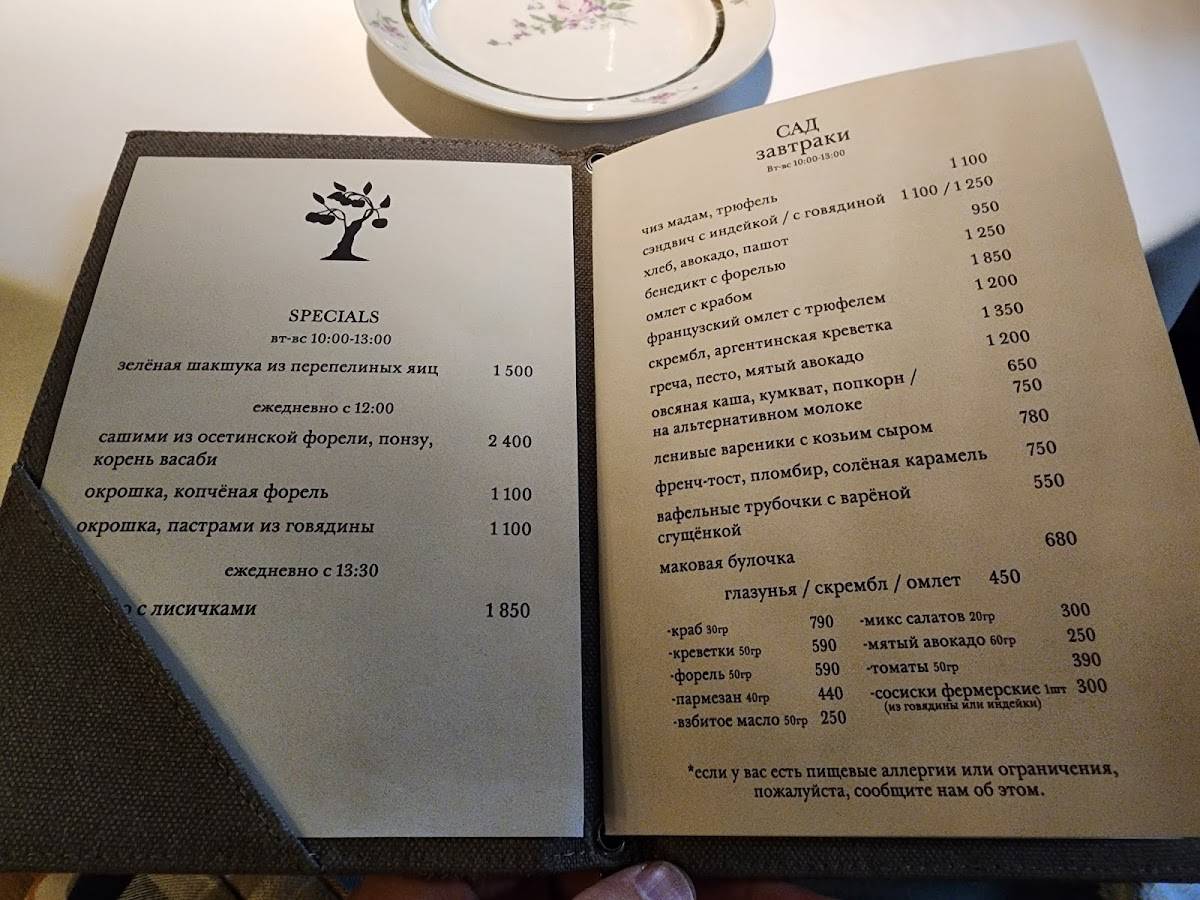 SPECIALS
вт-вс 10:00-13:00
зелёная шакшука из перепелиных яиц 1 500
ежедневно с 12:00
сашими из осетинской форели, понзу, 2 400
корень васаби
окрошка, копчёная форель 1 100
окрошка, пастрами из говядины 1 100
ежедневно с 13:30
с лисичками 1 850
САД
завтраки
Вт-вс 10:00-13:00
чиз мадам, трюфель 1 100
сэндвич с индейкой / с говядиной 1 100 / 1 250
хлеб, авокадо, пашот 950
бенедикт с форелью 1 250
омлет с крабом 1 850
французский омлет с трюфелем 1 200
скрембл, аргентинская креветка 1 350
греча, песто, мятый авокадо 1 200
овсяная каша, кумкват, попкорн / 650
на альтернативном молоке 750
ленивые вареники с козьим сыром 780
френч-тост, пломбир, солёная карамель 750
вафельные трубочки с варёной 550
сгущёнкой
маковая булочка 680
глазунья / скрембл / омлет 450
-краб 30гр 790 -микс салатов 20гр 300
-креветки 50гр 590 -мятый авокадо 60гр 250
-форель 50гр 590 -томаты 50гр 390
-пармезан 40гр 440 -сосиски фермерские 1шт 300
(из говядины или индейки)
-взбитое масло 50гр 250
*если у вас есть пищевые аллергии или ограничения,
пожалуйста, сообщите нам об этом.